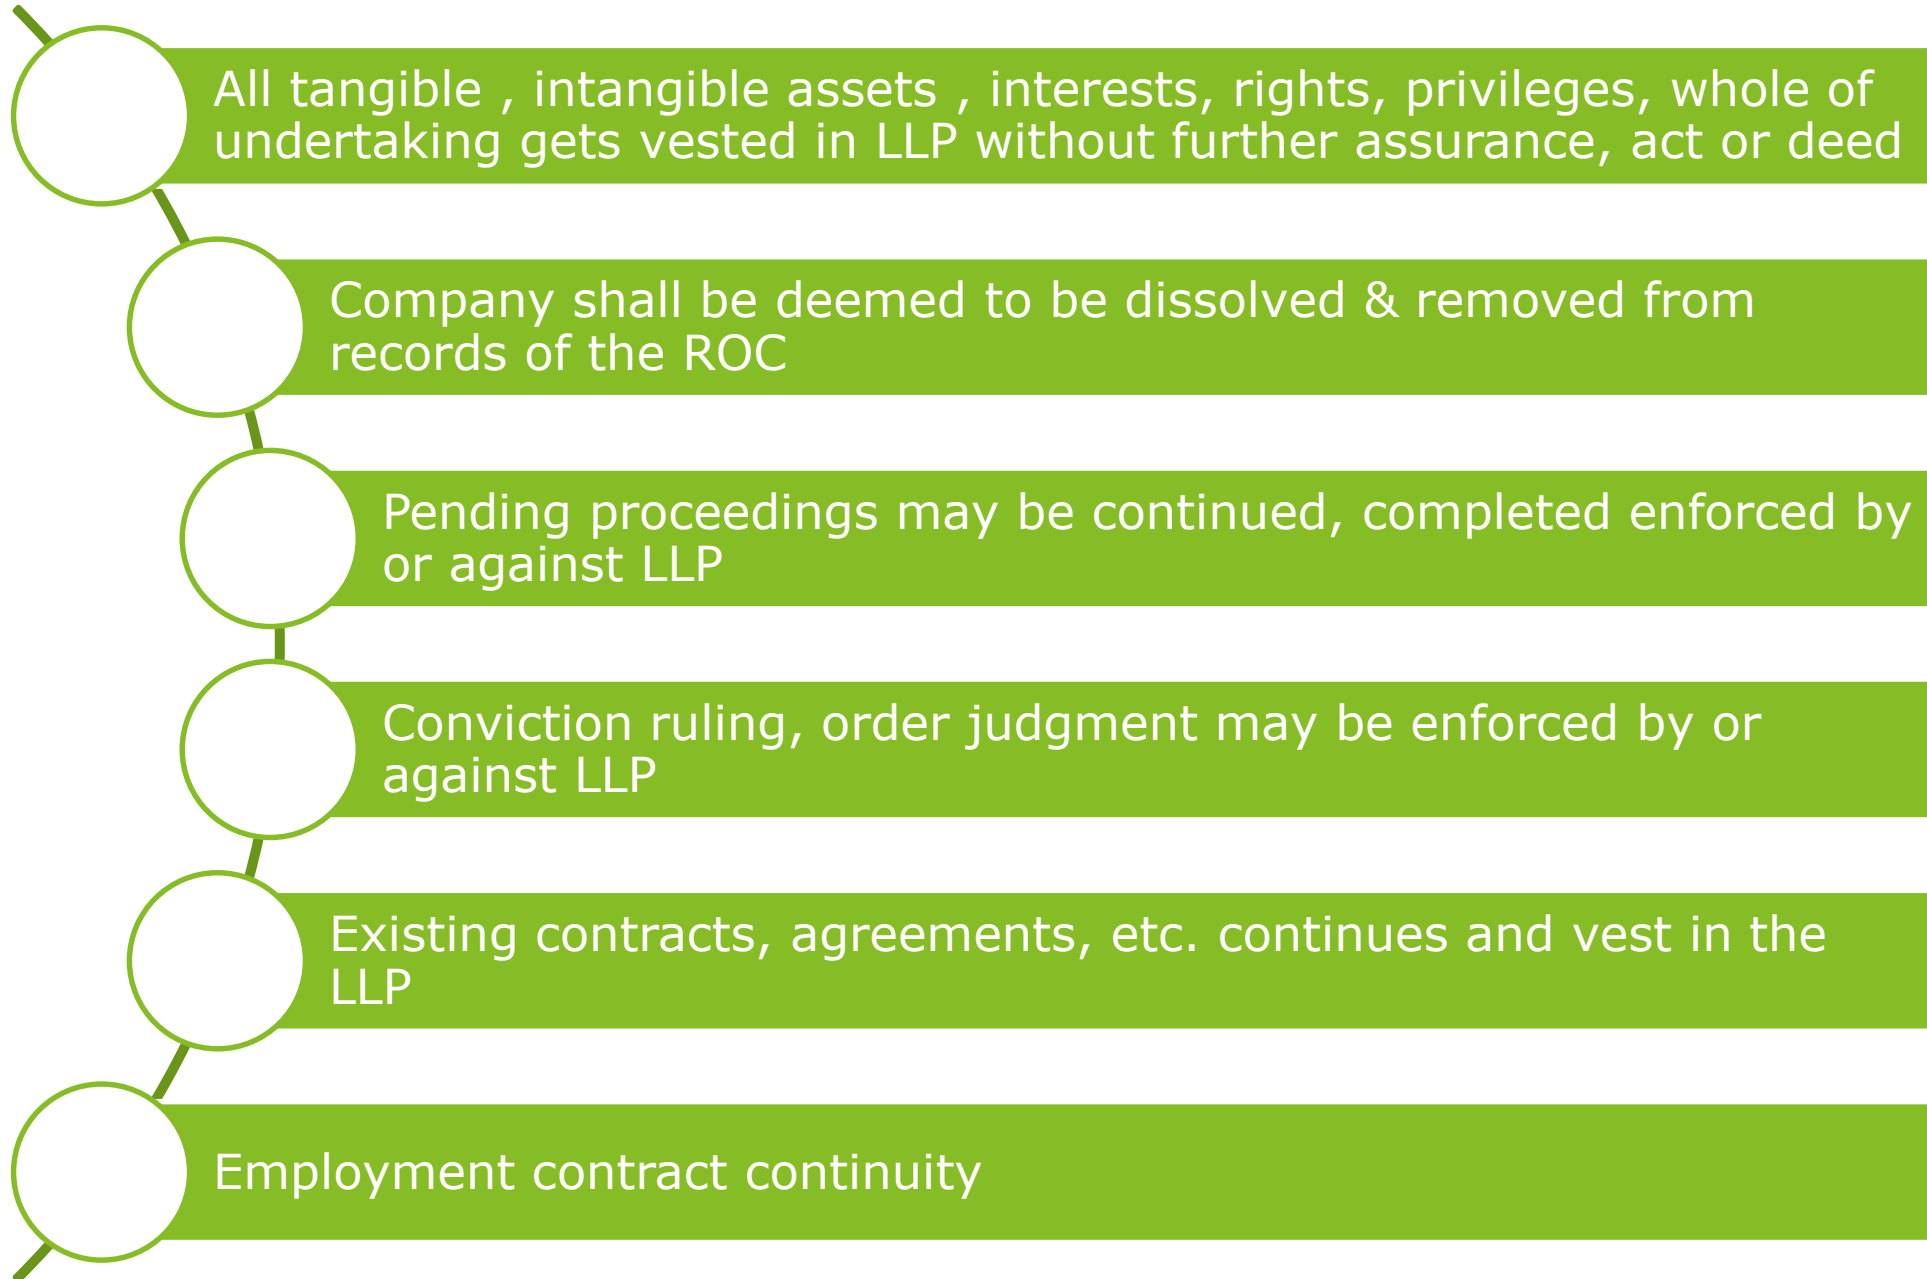 All tangible , intangible assets , interests, rights, privileges, whole of
undertaking gets vested in LLP without further assurance, act or deed
Company shall be deemed to be dissolved & removed from
records of the ROC
Pending proceedings may be continued, completed enforced by
or against LLP
Conviction ruling, order judgment may be enforced by or
against LLP
Existing contracts, agreements, etc. continues and vest in the
LLP
Employment contract continuity